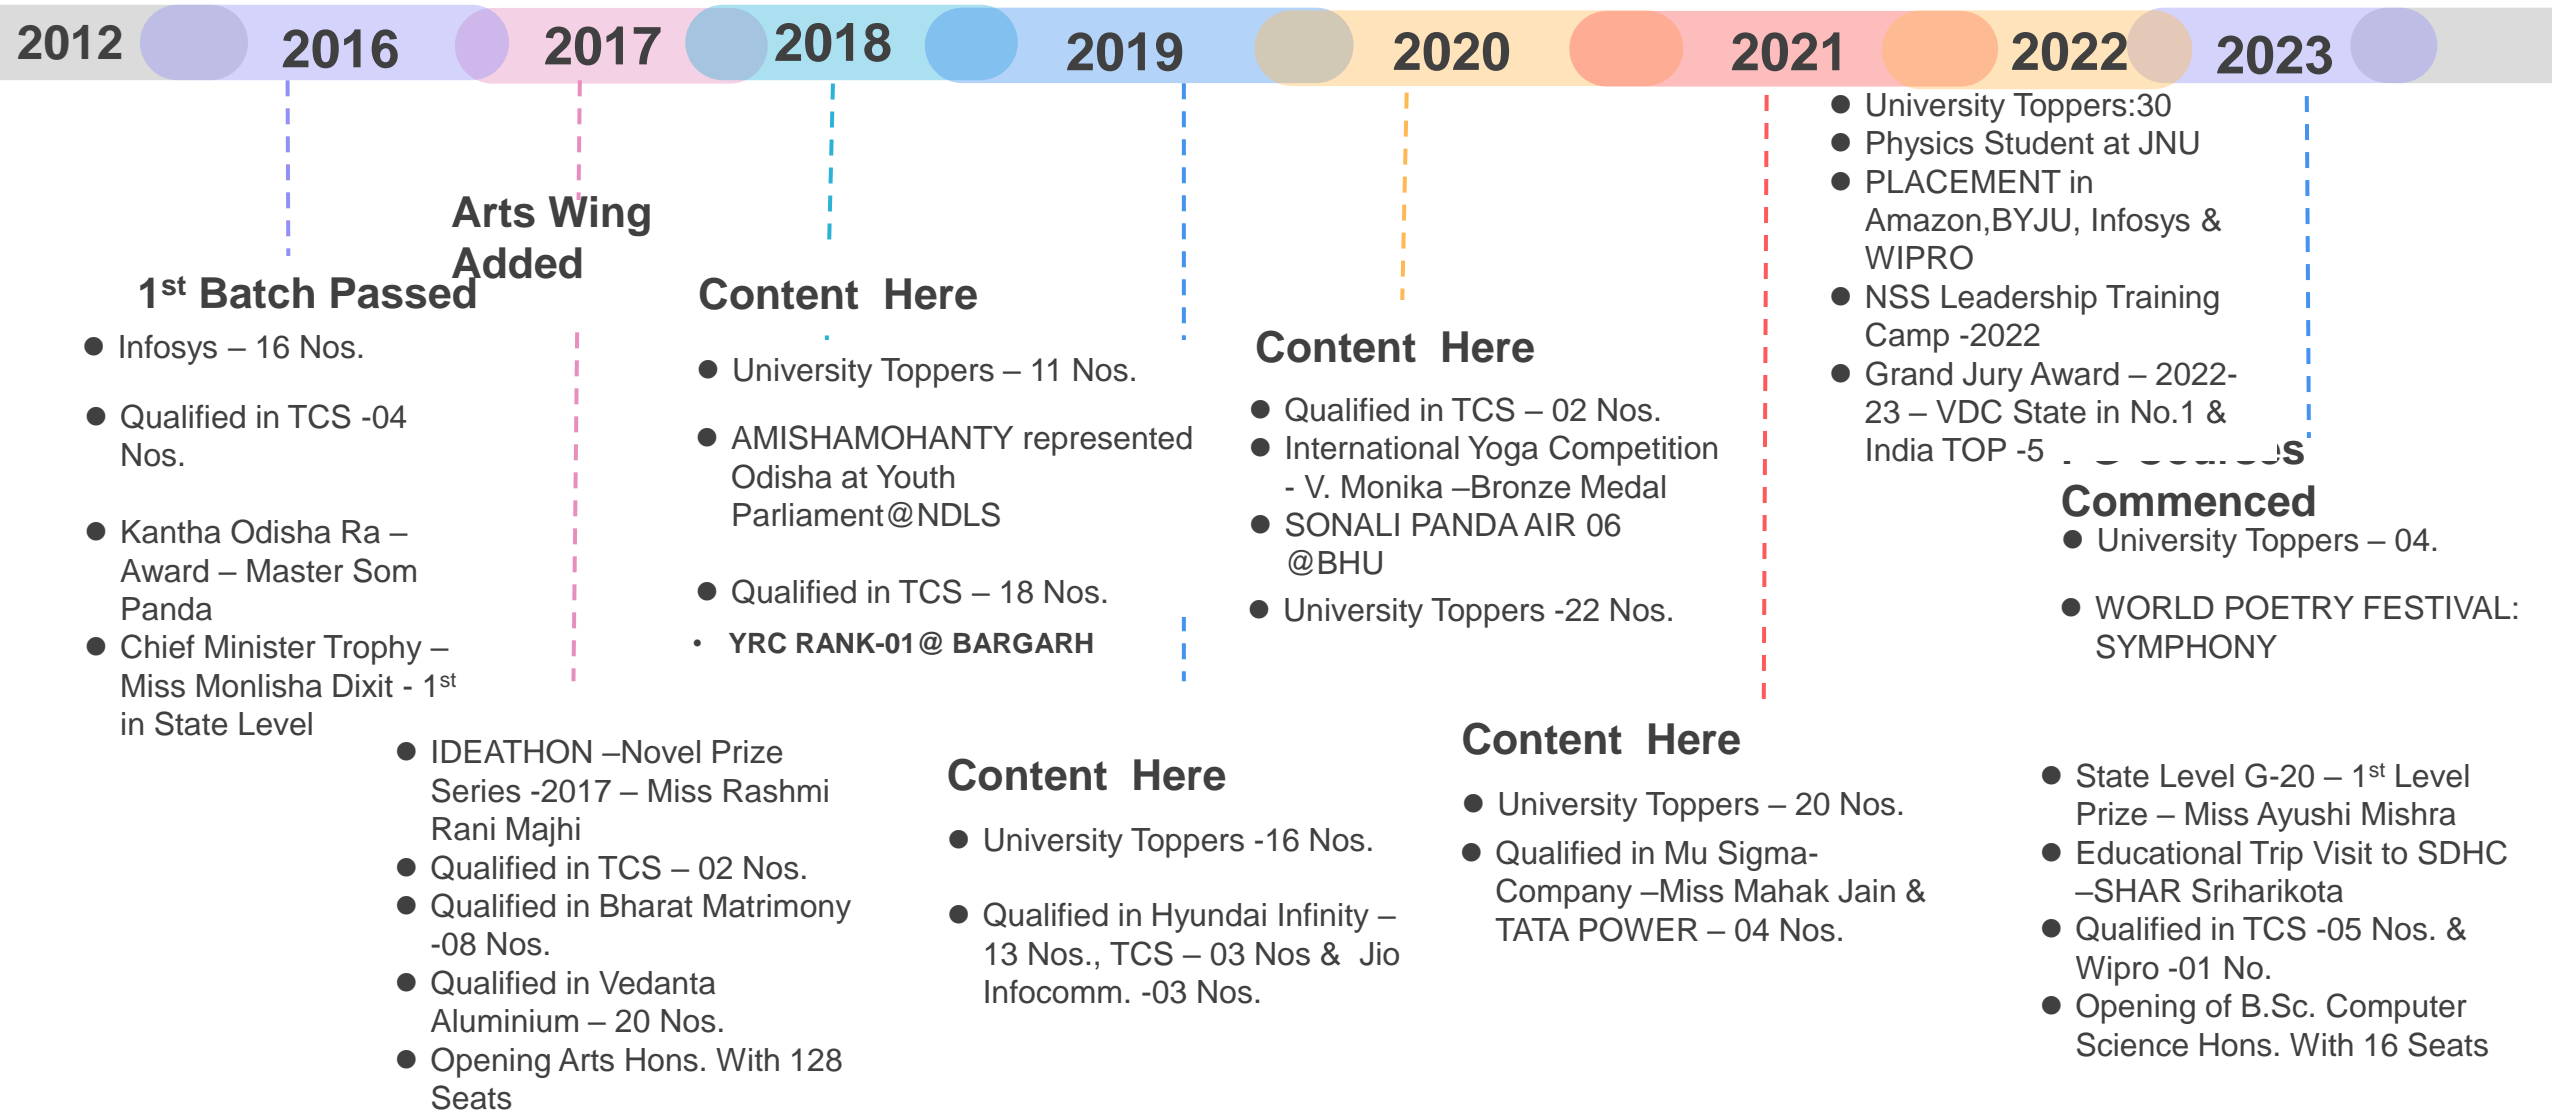 2012
2016
2017
2018
2019
2020
2021
2022
2023
1st Batch Passed
Infosys – 16 Nos.
Qualified in TCS -04
Nos.
Kantha Odisha Ra –
Award – Master Som
Panda
Chief Minister Trophy –
Miss Monlisha Dixit - 1st
in State Level
Arts Wing
Added
IDEATHON –Novel Prize
Series -2017 – Miss Rashmi
Rani Majhi
Qualified in TCS – 02 Nos.
Qualified in Bharat Matrimony
-08 Nos.
Qualified in Vedanta
Aluminium – 20 Nos.
Opening Arts Hons. With 128
Seats
Content Here
University Toppers – 11 Nos.
AMISHAMOHANTY represented
Odisha at Youth
Parliament@NDLS
Qualified in TCS – 18 Nos.
YRC RANK-01@ BARGARH
Content Here
University Toppers -16 Nos.
Qualified in Hyundai Infinity –
13 Nos., TCS – 03 Nos & Jio
Infocomm. -03 Nos.
Content Here
Qualified in TCS – 02 Nos.
International Yoga Competition
- V. Monika –Bronze Medal
SONALI PANDA AIR 06
@BHU
University Toppers -22 Nos.
Content Here
University Toppers – 20 Nos.
Qualified in Mu Sigma-
Company –Miss Mahak Jain &
TATA POWER – 04 Nos.
University Toppers:30
Physics Student at JNU
PLACEMENT in
Amazon,BYJU, Infosys &
WIPRO
NSS Leadership Training
Camp -2022
Grand Jury Award – 2022-
23 – VDC State in No.1 &
India TOP -5
Commenced
University Toppers – 04.
WORLD POETRY FESTIVAL:
SYMPHONY
State Level G-20 – 1st Level
Prize – Miss Ayushi Mishra
Educational Trip Visit to SDHC
–SHAR Sriharikota
Qualified in TCS -05 Nos. &
Wipro -01 No.
Opening of B.Sc. Computer
Science Hons. With 16 Seats